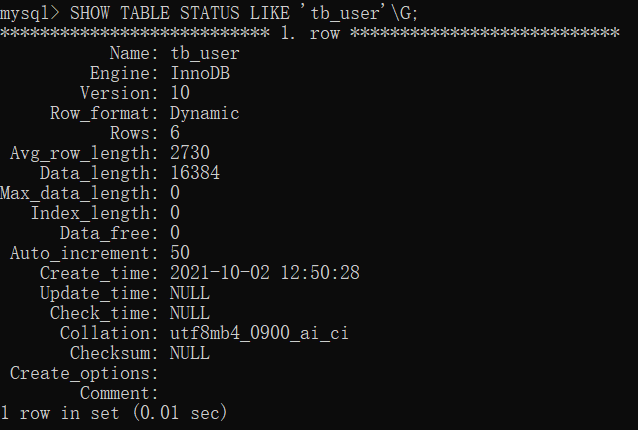 mysql> SHOW TABLE STATUS LIKE 'tb_user'\G;
*************************** 1. row ***************************
Name: tb_user
Engine: InnoDB
Version: 10
Row_format: Dynamic
Rows: 6
Avg_row_length: 2730
Data_length: 16384
Max_data_length: 0
Index_length: 0
Data_free: 0
Auto_increment: 50
Create_time: 2021-10-02 12:50:28
Update_time: NULL
Check_time: NULL
Collation: utf8mb4_0900_ai_ci
Checksum: NULL
Create_options:
Comment:
1 row in set (0.01 sec)